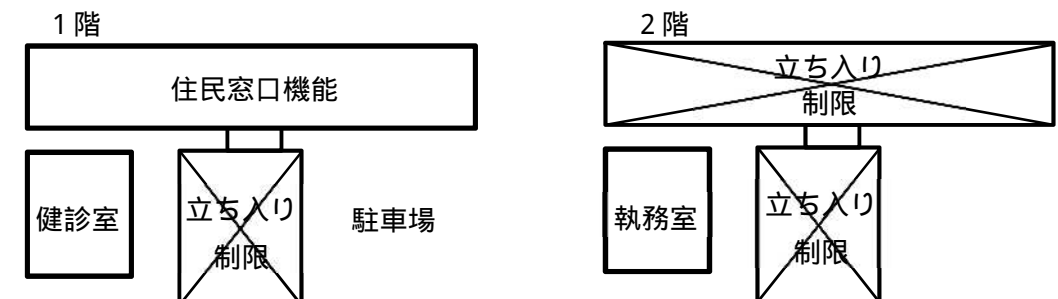 1階
2階
住民窓口機能
立ち入り
制限
健診室
立ち入り
制限
駐車場
執務室
立ち入り
制限